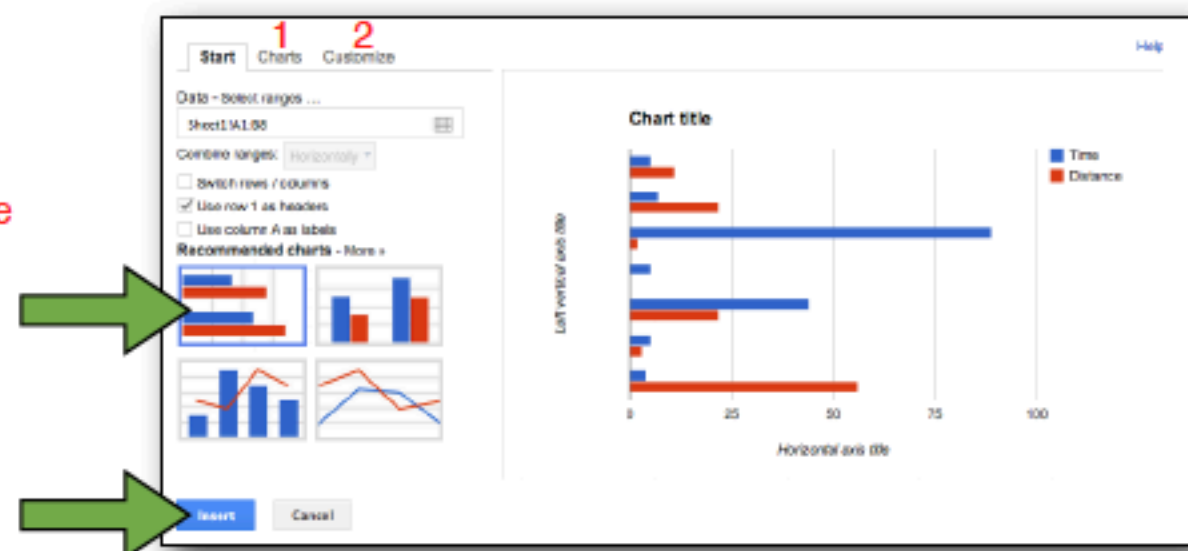 1 2
Start Charts Customize
Help
Data - Select ranges ...
Sheet1!A1:B8
Combine ranges: Horizontally
Switch rows / columns
Use row 1 as headers
Use column A as labels
Recommended charts - More »
e
Insert Cancel
Chart title
Time
Distance
Left vertical axis title
0 25 50 75 100
Horizontal axis title